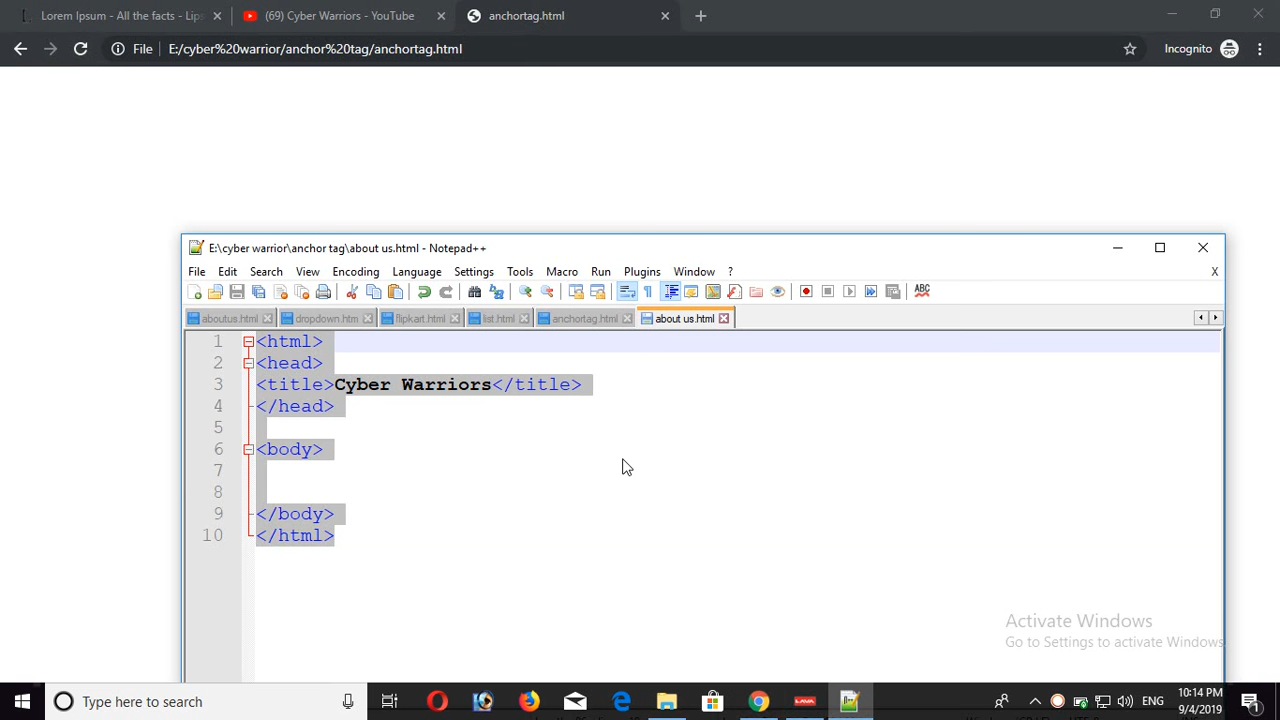 Lorem Ipsum - All the facts - Lips
(69) Cyber Warriors - YouTube
anchortag.html
File
E:/cyber%20warrior/anchor%20tag/anchortag.html
Incognito
E:\cyber warrior\anchor tag\about us.html - Notepad++
File Edit Search View Encoding Language Settings Tools Macro Run Plugins Window ? X
ABC
aboutus.html dropdown.htm flipkart.html list.html anchortag.html about us.html
1 <html>
2 <head>
3 <title>Cyber Warriors</title>
4 </head>
5
6 <body>
7
8
9 </body>
10 </html>
Activate Windows
Go to Settings to activate Windows
Type here to search
LAVA
ENG
10:14 PM
9/4/2019
1